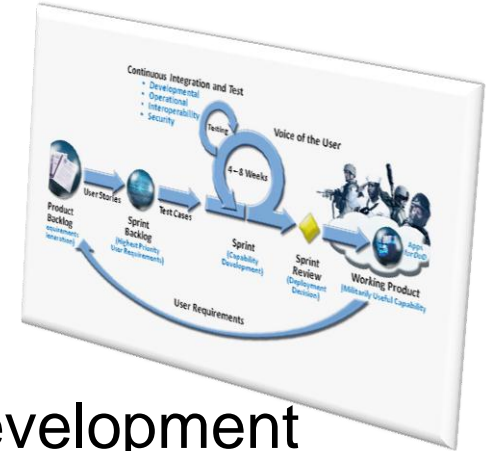 Continuous Integration and Test
• Developmental
• Operational
• Interoperability
• Security
Testing
Voice of the User
4 – 8 Weeks
User Stories
Test Cases
Product
Backlog
Sprint
Backlog
(Highest Priority
User Requirements)
Sprint
(Capability
Development)
Sprint
Review
(Deployment
Decision)
Apps
Working Product
(Militarily Useful Capability
User Requirements
evelopment